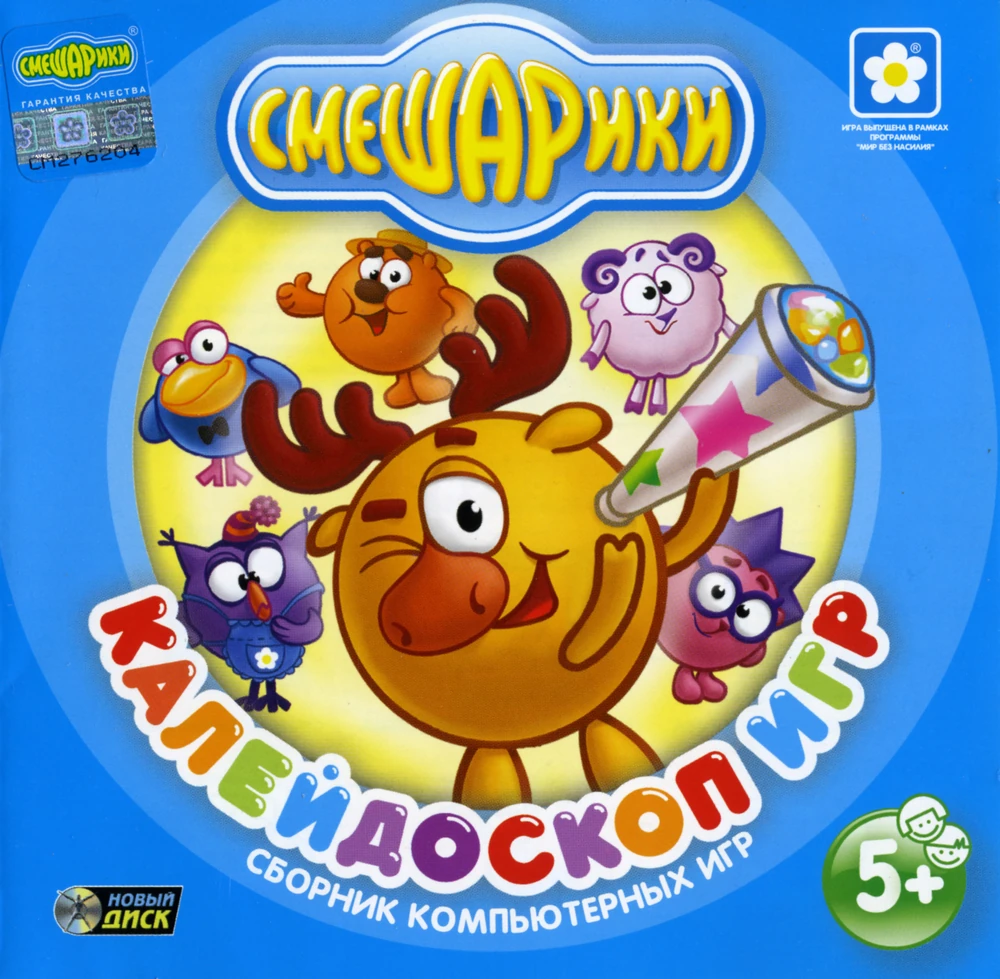 СМЕШАРИКИ
ГАРАНТИЯ КАЧЕСТВА
СМ276204
СМЕШАРИКИ
ИГРА ВЫПУЩЕНА В РАМКАХ
ПРОГРАММЫ
"МИР БЕЗ НАСИЛИЯ"
КАЛЕЙДОСКОП ИГР
СБОРНИК КОМПЬЮТЕРНЫХ ИГР
НОВЫЙ
ДИСК
5+